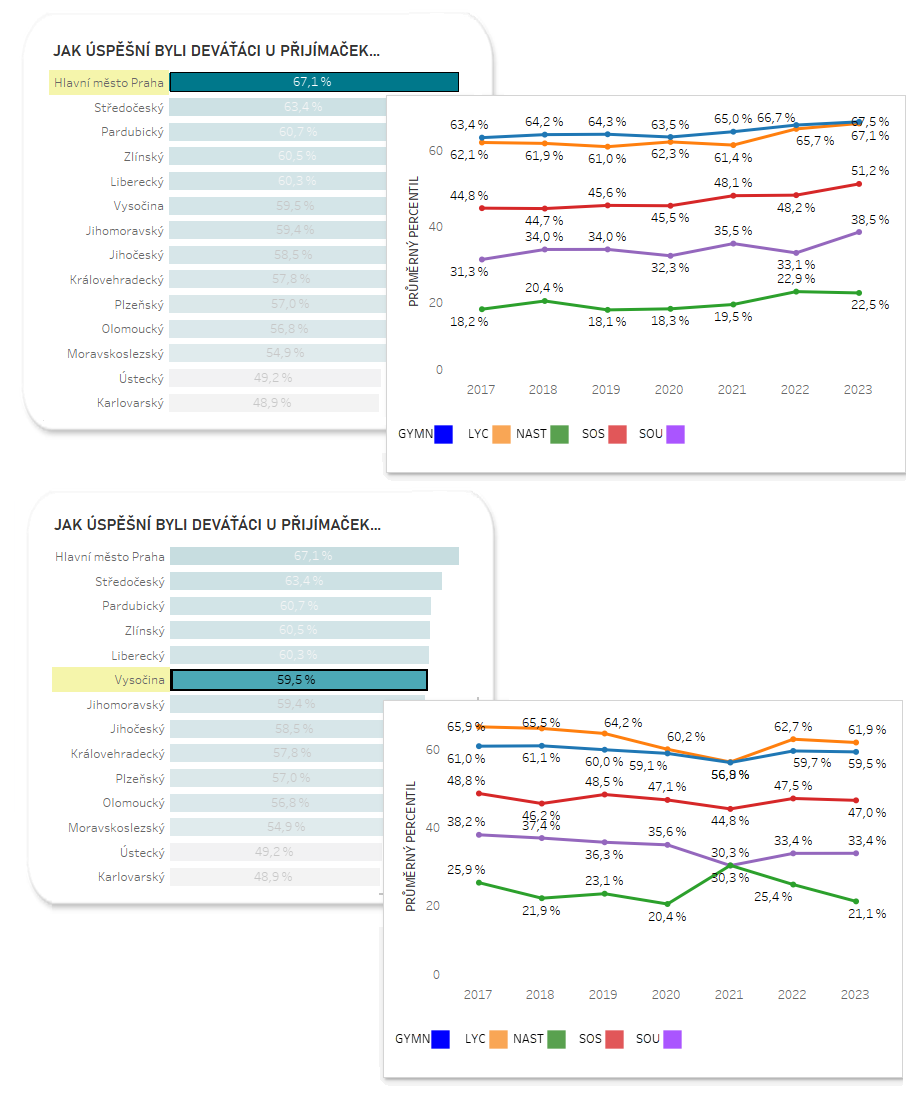 JAK ÚSPĚŠNÍ BYLI DEVÁŤÁCI U PŘIJÍMAČEK...
Hlavní město Praha 67,1 %
Středočeský 63,4 %
Pardubický 60,7 %
Zlínský 60,5 %
Liberecký 60,3 %
Vysočina 59,5 %
Jihomoravský 59,4 %
Jihočeský 58,5 %
Královehradecký 57,8 %
Plzeňský 57,0 %
Olomoucký 56,8 %
Moravskoslezský 54,9 %
Ústecký 49,2 %
Karlovarský 48,9 %
PRŮMĚRNÝ PERCENTIL
60
40
20
0
63,4 % 64,2 % 64,3 % 63,5 % 65,0 % 66,7 % 67,5 %
62,1 % 61,9 % 61,0 % 62,3 % 61,4 % 65,7 % 67,1 %
44,8 % 44,7 % 45,6 % 45,5 % 48,1 % 48,2 % 51,2 %
31,3 % 34,0 % 34,0 % 32,3 % 35,5 % 33,1 % 38,5 %
18,2 % 20,4 % 18,1 % 18,3 % 19,5 % 22,9 % 22,5 %
2017 2018 2019 2020 2021 2022 2023
GYMN LYC NAST SOS SOU
JAK ÚSPĚŠNÍ BYLI DEVÁŤÁCI U PŘIJÍMAČEK...
Hlavní město Praha 67,1 %
Středočeský 63,4 %
Pardubický 60,7 %
Zlínský 60,5 %
Liberecký 60,3 %
Vysočina 59,5 %
Jihomoravský 59,4 %
Jihočeský 58,5 %
Královehradecký 57,8 %
Plzeňský 57,0 %
Olomoucký 56,8 %
Moravskoslezský 54,9 %
Ústecký 49,2 %
Karlovarský 48,9 %
PRŮMĚRNÝ PERCENTIL
60
40
20
0
65,9 % 65,5 % 64,2 % 60,2 % 62,7 % 61,9 %
61,0 % 61,1 % 60,0 % 59,1 % 59,7 % 59,5 %
48,8 % 46,2 % 48,5 % 47,1 % 44,8 % 47,5 % 47,0 %
38,2 % 37,4 % 36,3 % 35,6 % 30,3 % 33,4 % 33,4 %
25,9 % 21,9 % 23,1 % 20,4 % 30,3 % 25,4 % 21,1 %
2017 2018 2019 2020 2021 2022 2023
GYMN LYC NAST SOS SOU